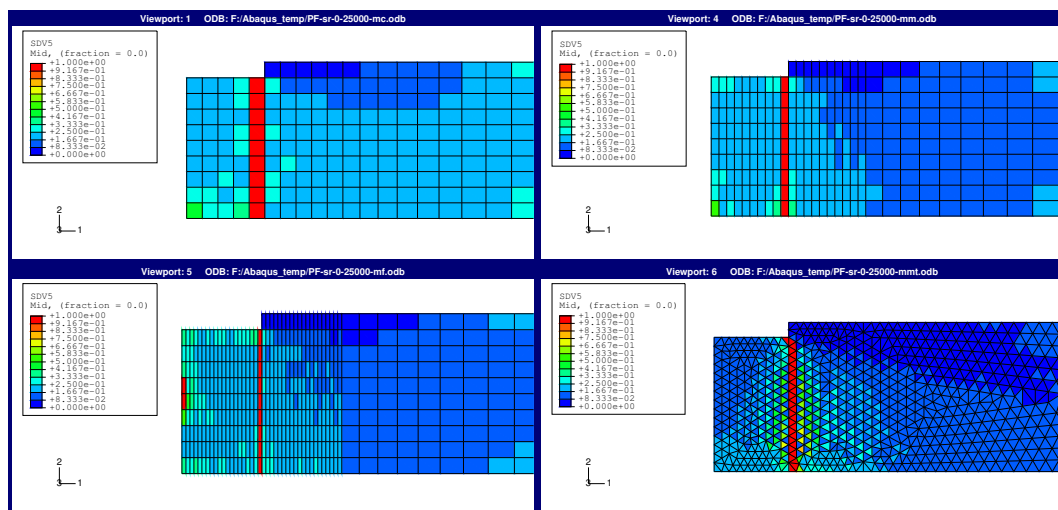 Viewport: 1 ODB: F:/Abaqus_temp/PF-sr-0-25000-mc.odb
SDV5
Mid, (fraction = 0.0)
+1.000e+00
+9.167e-01
+8.333e-01
+7.500e-01
+6.667e-01
+5.833e-01
+5.000e-01
+4.167e-01
+3.333e-01
+2.500e-01
+1.667e-01
+8.333e-02
+0.000e+00
2
3 1
Viewport: 4 ODB: F:/Abaqus_temp/PF-sr-0-25000-mm.odb
SDV5
Mid, (fraction = 0.0)
+1.000e+00
+9.167e-01
+8.333e-01
+7.500e-01
+6.667e-01
+5.833e-01
+5.000e-01
+4.167e-01
+3.333e-01
+2.500e-01
+1.667e-01
+8.333e-02
+0.000e+00
2
3 1
Viewport: 5 ODB: F:/Abaqus_temp/PF-sr-0-25000-mf.odb
SDV5
Mid, (fraction = 0.0)
+1.000e+00
+9.167e-01
+8.333e-01
+7.500e-01
+6.667e-01
+5.833e-01
+5.000e-01
+4.167e-01
+3.333e-01
+2.500e-01
+1.667e-01
+8.333e-02
+0.000e+00
2
3 1
Viewport: 6 ODB: F:/Abaqus_temp/PF-sr-0-25000-mmt.odb
SDV5
Mid, (fraction = 0.0)
+1.000e+00
+9.167e-01
+8.333e-01
+7.500e-01
+6.667e-01
+5.833e-01
+5.000e-01
+4.167e-01
+3.333e-01
+2.500e-01
+1.667e-01
+8.333e-02
+0.000e+00
2
3 1